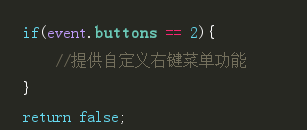 if(event.buttons == 2){
//提供自定义右键菜单功能
}
return false;